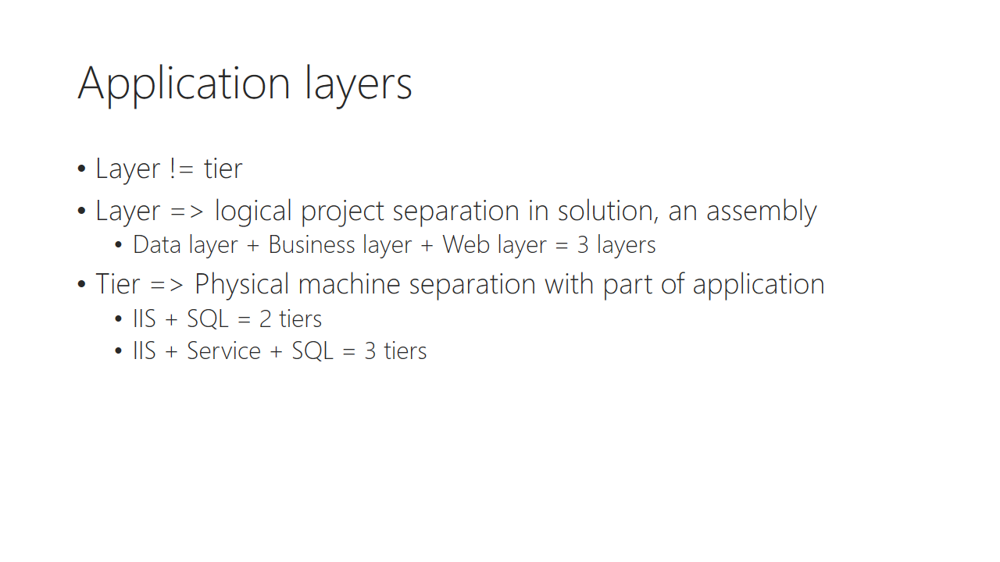 Application layers
• Layer != tier
• Layer => logical project separation in solution, an assembly
• Data layer + Business layer + Web layer = 3 layers
• Tier => Physical machine separation with part of application
• IIS + SQL = 2 tiers
• IIS + Service + SQL = 3 tiers